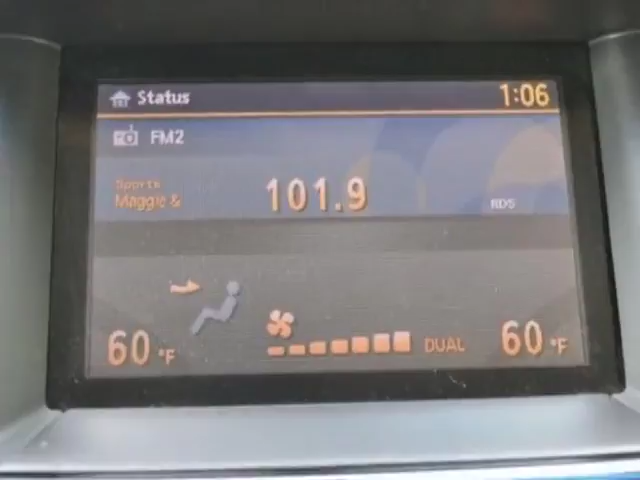 Status 1:06
FM2
Sports
Maggie & 101.9 RDS
60 °F DUAL 60 °F